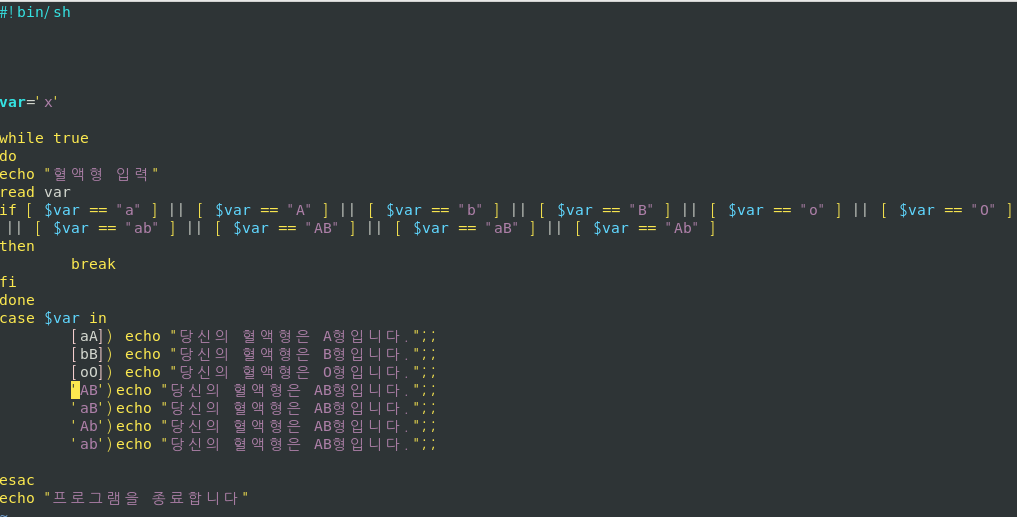 #!bin/sh
var='x'
while true
do
echo "혈액형 입력"
read var
if [ $var == "a" ] || [ $var == "A" ] || [ $var == "b" ] || [ $var == "B" ] || [ $var == "o" ] || [ $var == "O" ]
|| [ $var == "ab" ] || [ $var == "AB" ] || [ $var == "aB" ] || [ $var == "Ab" ]
then
break
fi
done
case $var in
[aA]) echo "당신의 혈액형은 A형입니다.";;
[bB]) echo "당신의 혈액형은 B형입니다.";;
[oO]) echo "당신의 혈액형은 O형입니다.";;
'AB')echo "당신의 혈액형은 AB형입니다.";;
'aB')echo "당신의 혈액형은 AB형입니다.";;
'Ab')echo "당신의 혈액형은 AB형입니다.";;
'ab')echo "당신의 혈액형은 AB형입니다.";;
esac
echo "프로그램을 종료합니다"
~